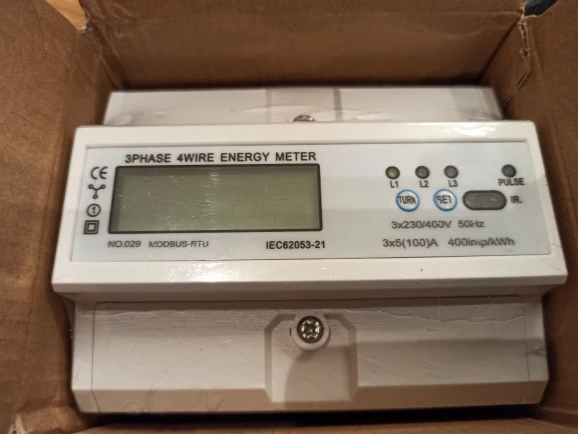 3PHASE 4WIRE ENERGY METER
CE
1
L1 L2 L3 PULSE
TURN SET IR.
3x230/400V 50Hz
NO.029 MODBUS-RTU IEC62053-21
3x5(100)A 400imp/kWh